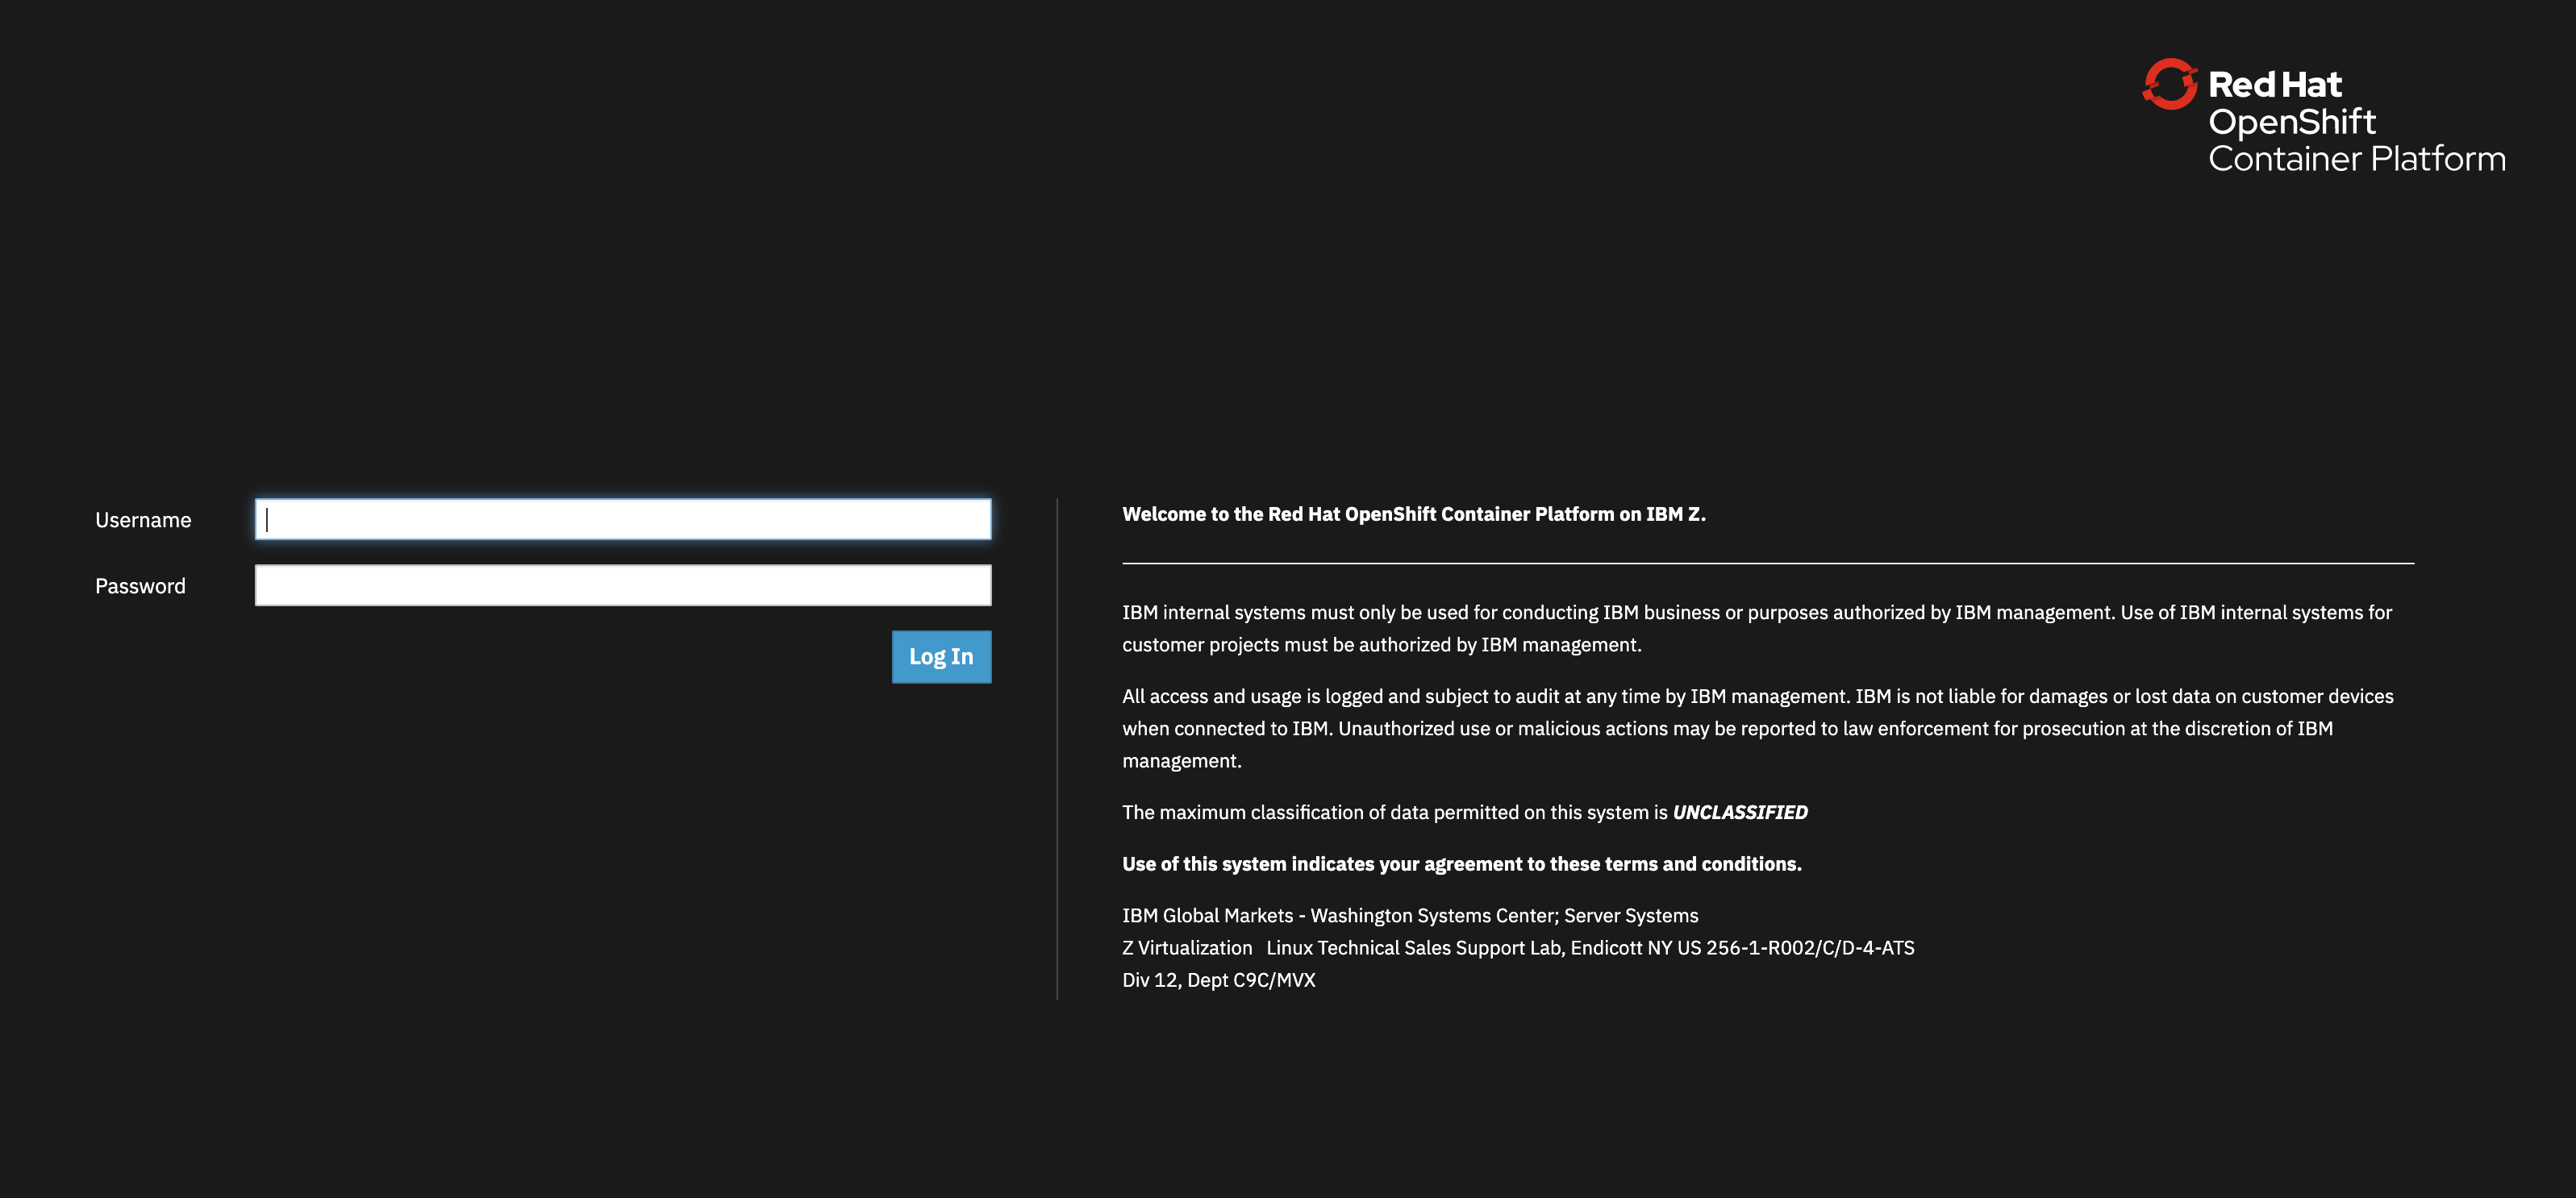 Red Hat
OpenShift
Container Platform
Username
Password
Log In
Welcome to the Red Hat OpenShift Container Platform on IBM Z.
IBM internal systems must only be used for conducting IBM business or purposes authorized by IBM management. Use of IBM internal systems for
customer projects must be authorized by IBM management.
All access and usage is logged and subject to audit at any time by IBM management. IBM is not liable for damages or lost data on customer devices
when connected to IBM. Unauthorized use or malicious actions may be reported to law enforcement for prosecution at the discretion of IBM
management.
The maximum classification of data permitted on this system is UNCLASSIFIED
Use of this system indicates your agreement to these terms and conditions.
IBM Global Markets - Washington Systems Center; Server Systems
Z Virtualization   Linux Technical Sales Support Lab, Endicott NY US 256-1-R002/C/D-4-ATS
Div 12, Dept C9C/MVX